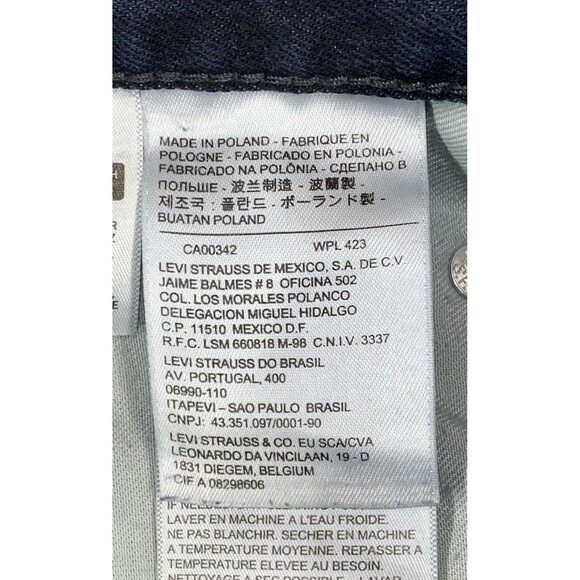 MADE IN POLAND - FABRIQUE EN
POLOGNE - FABRICADO EN POLONIA -
FABRICADO NA POLÔNIA - СДЕЛАНО В
ПОЛЬШЕ - 波兰制造 - 波蘭製 -
제조국 : 폴란드 - ポーランド製 -
BUATAN POLAND
CA00342 WPL 423
LEVI STRAUSS DE MEXICO, S.A. DE C.V.
JAIME BALMES # 8 OFICINA 502
COL. LOS MORALES POLANCO
DELEGACION MIGUEL HIDALGO
C.P. 11510 MEXICO D.F.
R.F.C. LSM 660818 M-98 C.N.I.V. 3337
LEVI STRAUSS DO BRASIL
AV. PORTUGAL, 400
06990-110
ITAPEVI – SAO PAULO BRASIL
CNPJ: 43.351.097/0001-90
LEVI STRAUSS & CO. EU SCA/CVA
LEONARDO DA VINCILAAN, 19 - D
1831 DIEGEM, BELGIUM
CIF A 08298606
LAVER EN MACHINE A L'EAU FROIDE.
NE PAS BLANCHIR. SECHER EN MACHINE
A TEMPERATURE MOYENNE. REPASSER A
TEMPERATURE ELEVEE AU BESOIN.